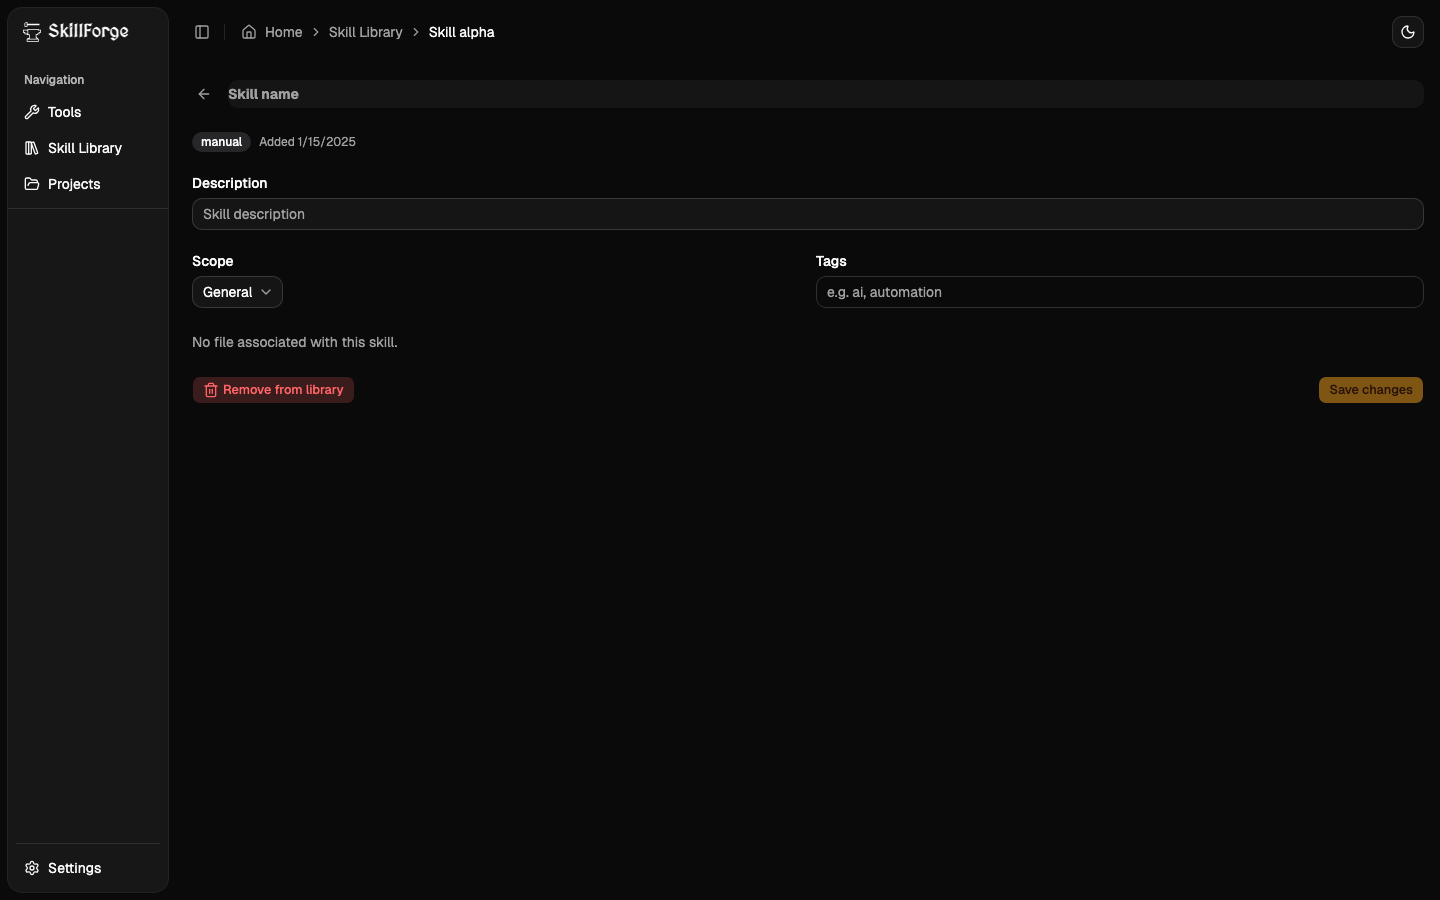 SkillForge
Home > Skill Library > Skill alpha
Navigation
Tools
Skill Library
Projects
Skill name
manual Added 1/15/2025
Description
Skill description
Scope
General
Tags
e.g. ai, automation
No file associated with this skill.
Remove from library
Save changes
Settings